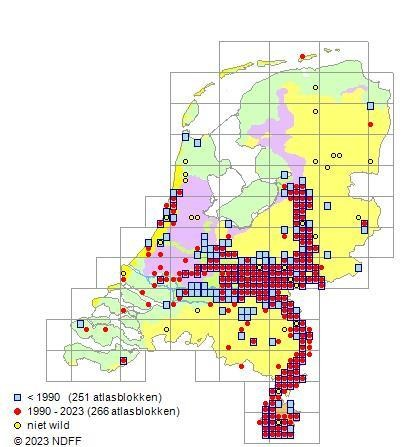 < 1990 (251 atlasblokken)
1990 - 2023 (266 atlasblokken)
niet wild
© 2023 NDFF